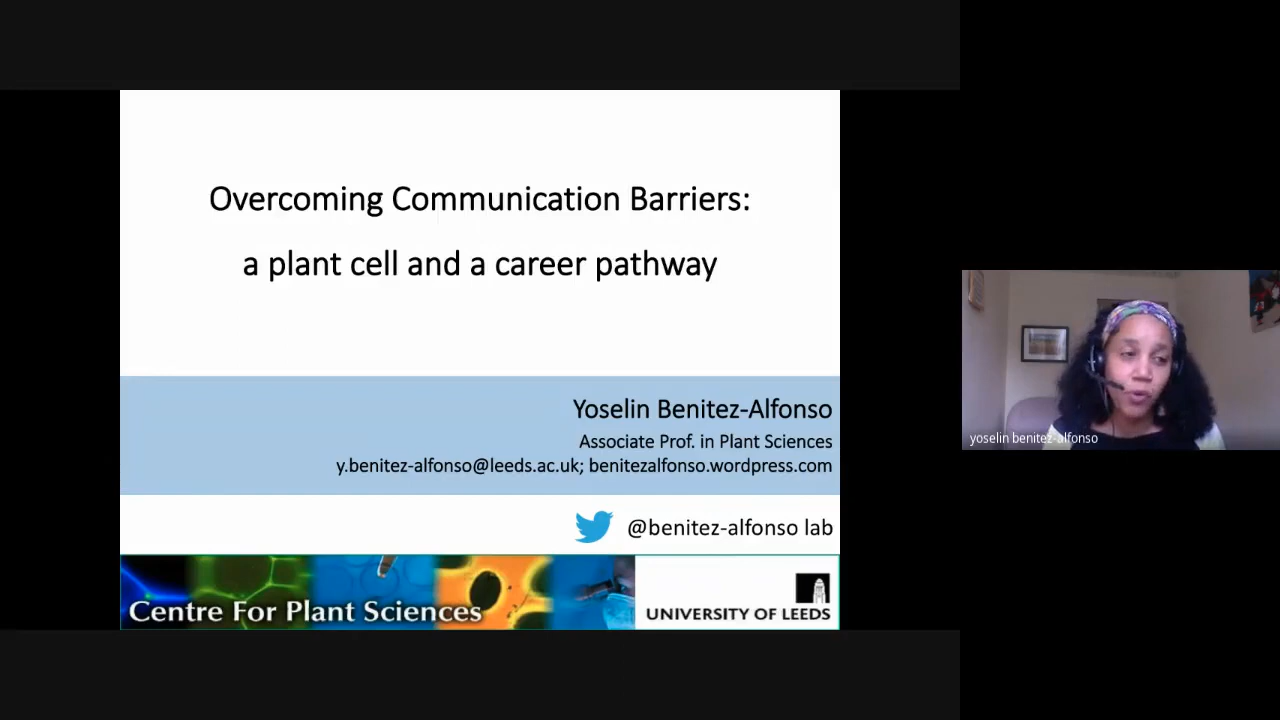 Overcoming Communication Barriers:
a plant cell and a career pathway
Yoselin Benitez-Alfonso
Associate Prof. in Plant Sciences
y.benitez-alfonso@leeds.ac.uk; benitezalfonso.wordpress.com
@benitez-alfonso lab
Centre For Plant Sciences
UNIVERSITY OF LEEDS
yoselin benitez-alfonso